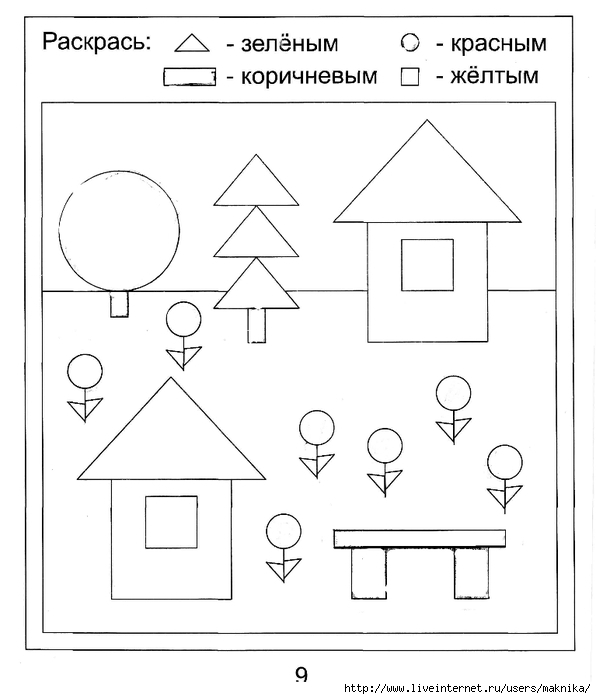 Раскрась: - зелёным - красным
- коричневым - жёлтым
9
http://www.liveinternet.ru/users/maknika/